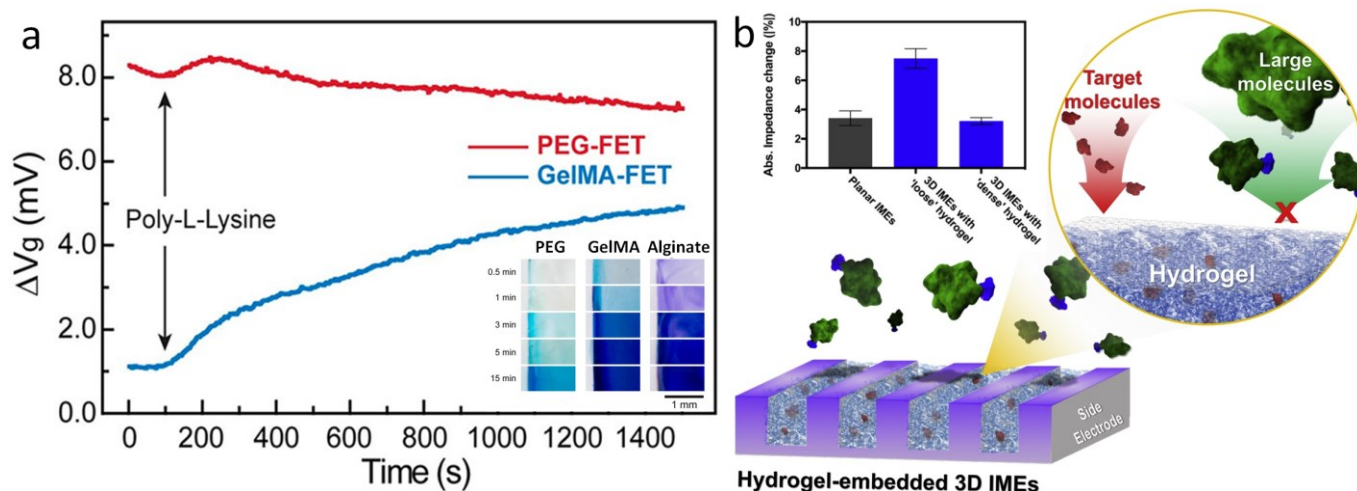 a
8.0
6.0
4.0
2.0
0.0
ΔVg (mV)
PEG-FET
GelMA-FET
Poly-L-Lysine
PEG GelMA Alginate
0.5 min
1 min
3 min
5 min
15 min
1 mm
0 200 400 600 800 1000 1200 1400
Time (s)
b
Abs. Impedance change (|%|)
10
8
6
4
2
0
Planar IMEs
3D IMEs with
'loose' hydrogel
3D IMEs with
'dense' hydrogel
Target
molecules
Large
molecules
X
Hydrogel
Side
Electrode
Hydrogel-embedded 3D IMEs